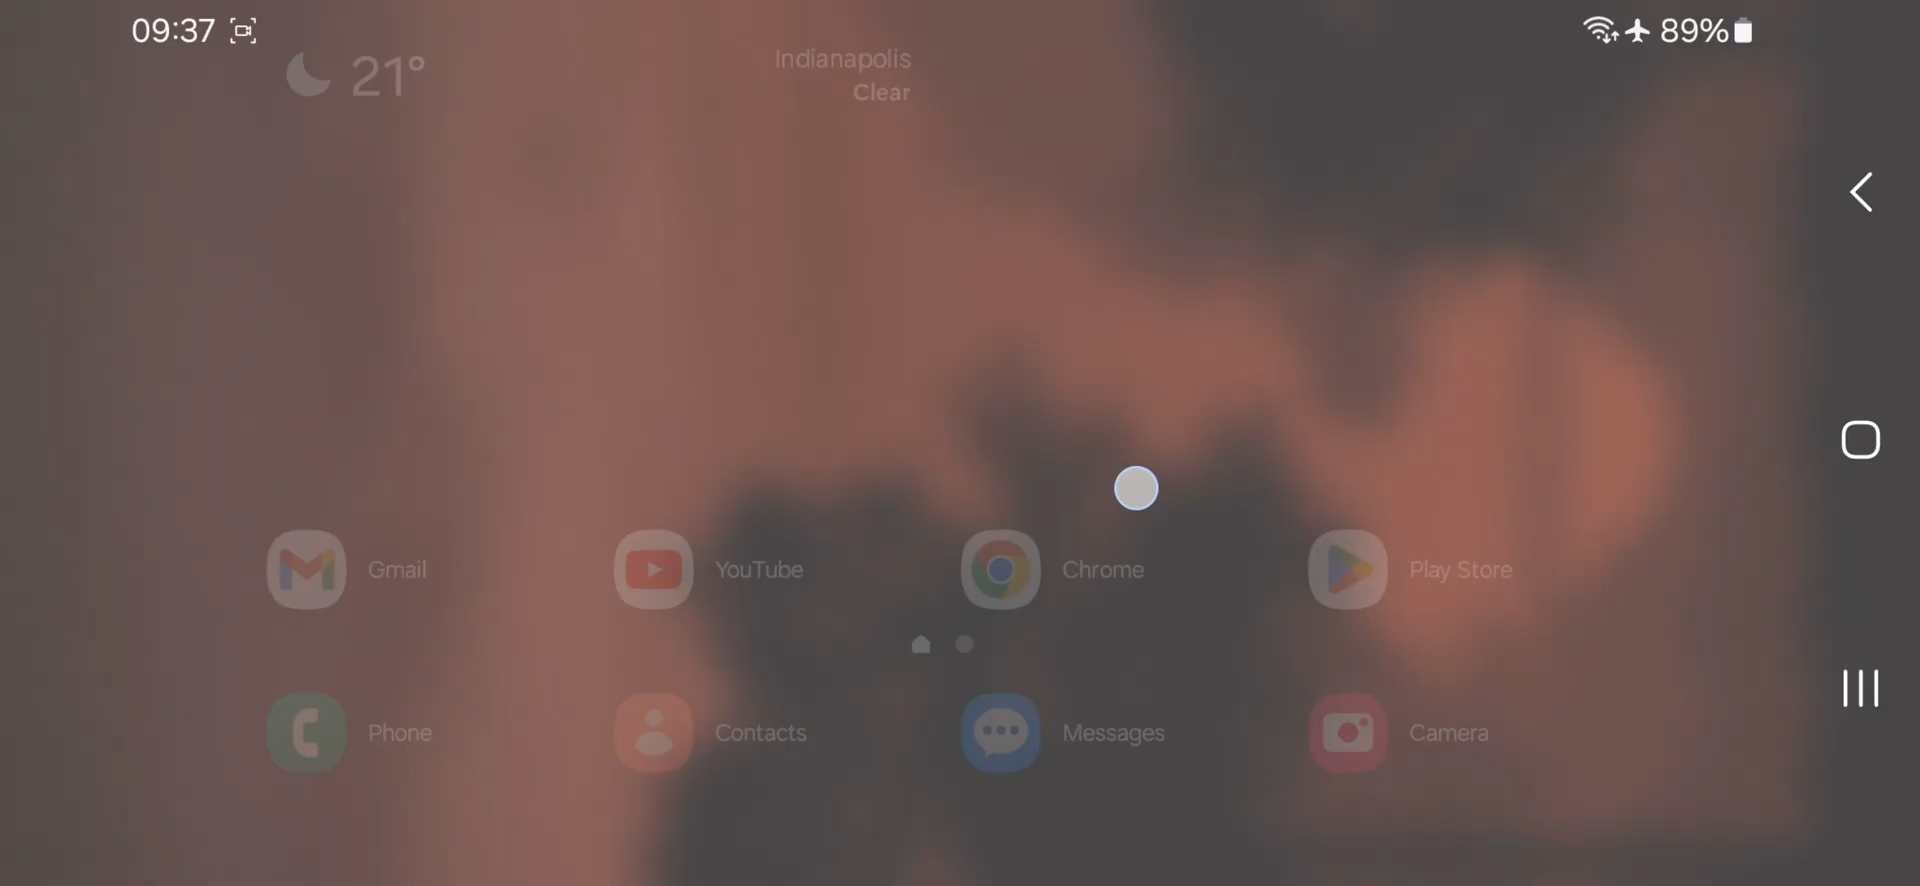 09:37
89%
21°
Indianapolis
Clear
Gmail
YouTube
Chrome
Play Store
Phone
Contacts
Messages
Camera